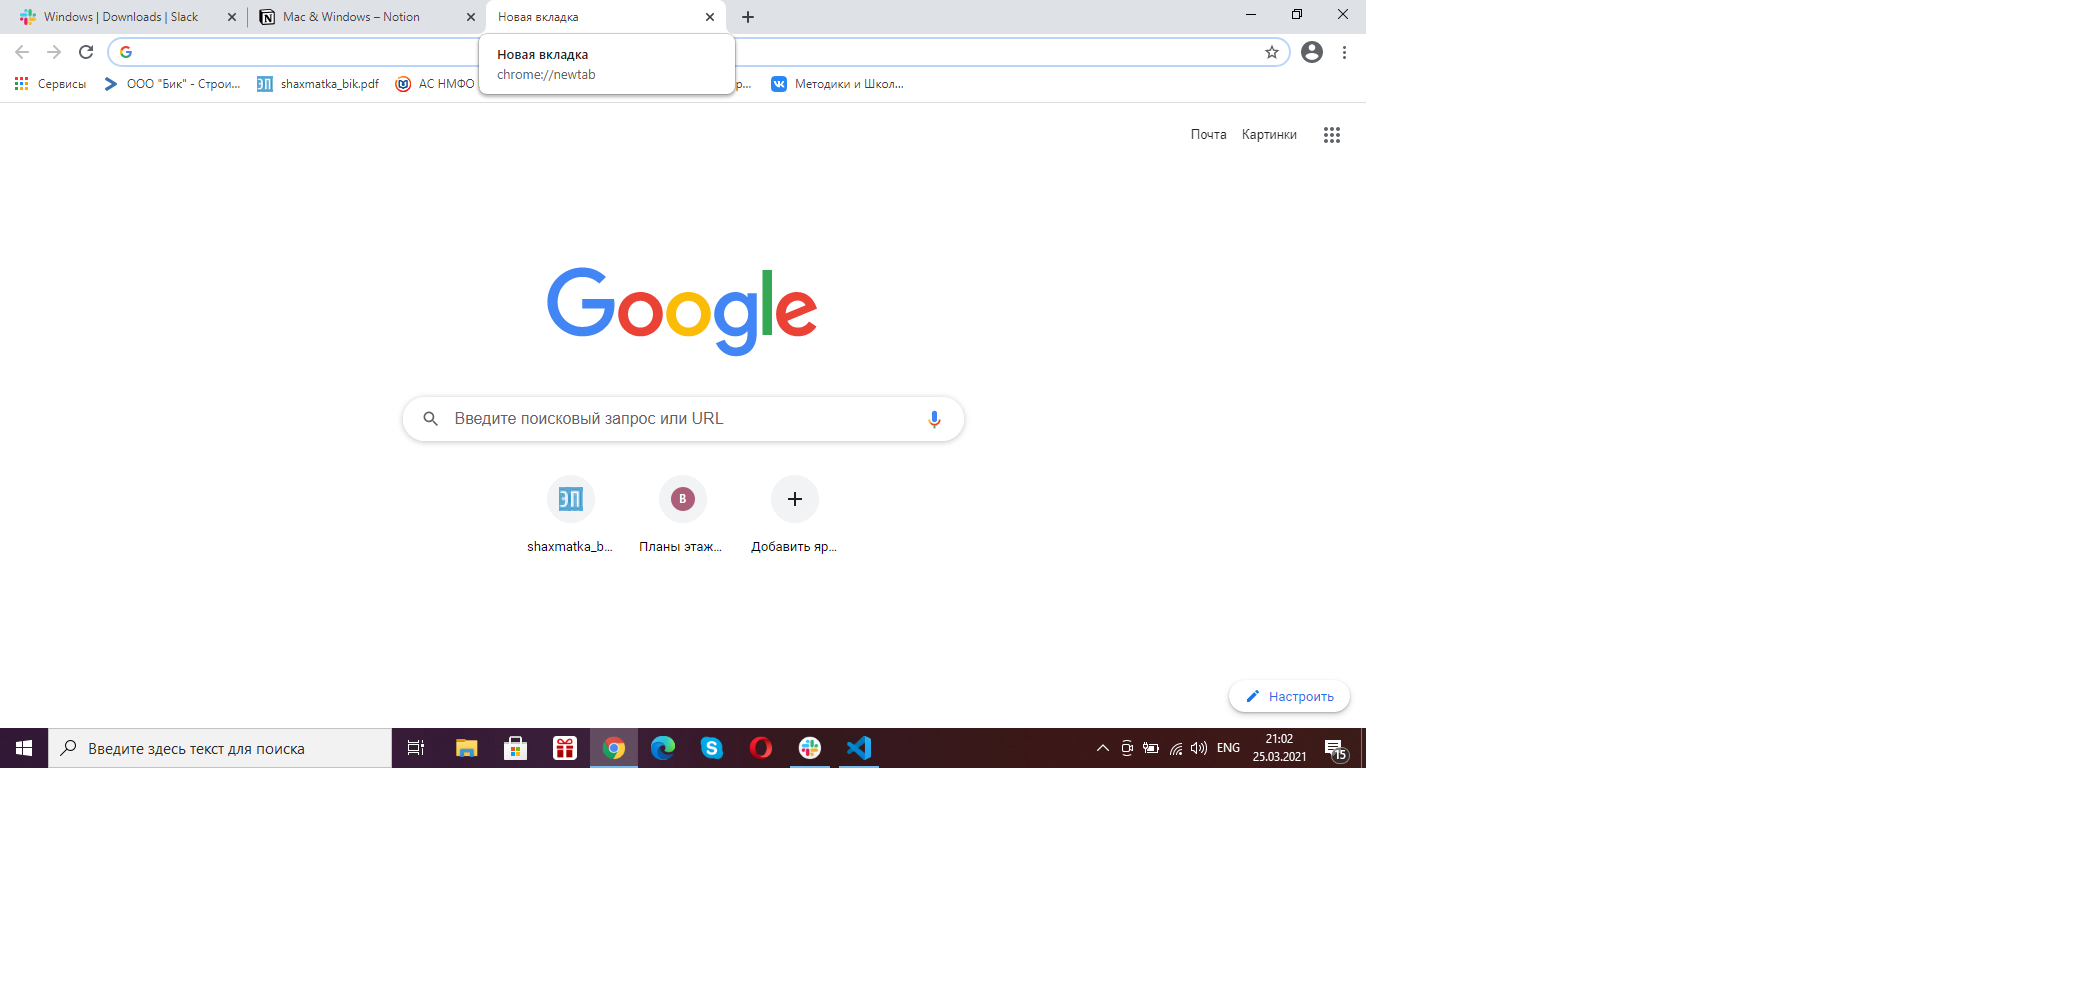 Windows | Downloads | Slack
Mac & Windows – Notion
Новая вкладка
Новая вкладка
chrome://newtab
Сервисы
ООО "Бик" - Строи...
shaxmatka_bik.pdf
АС НМФО
р...
Методики и Школ...
Почта
Картинки
Google
Введите поисковый запрос или URL
ЭП
B
shaxmatka_b...
Планы этаж...
Добавить яр...
Настроить
Введите здесь текст для поиска
ENG
21:02
25.03.2021
15